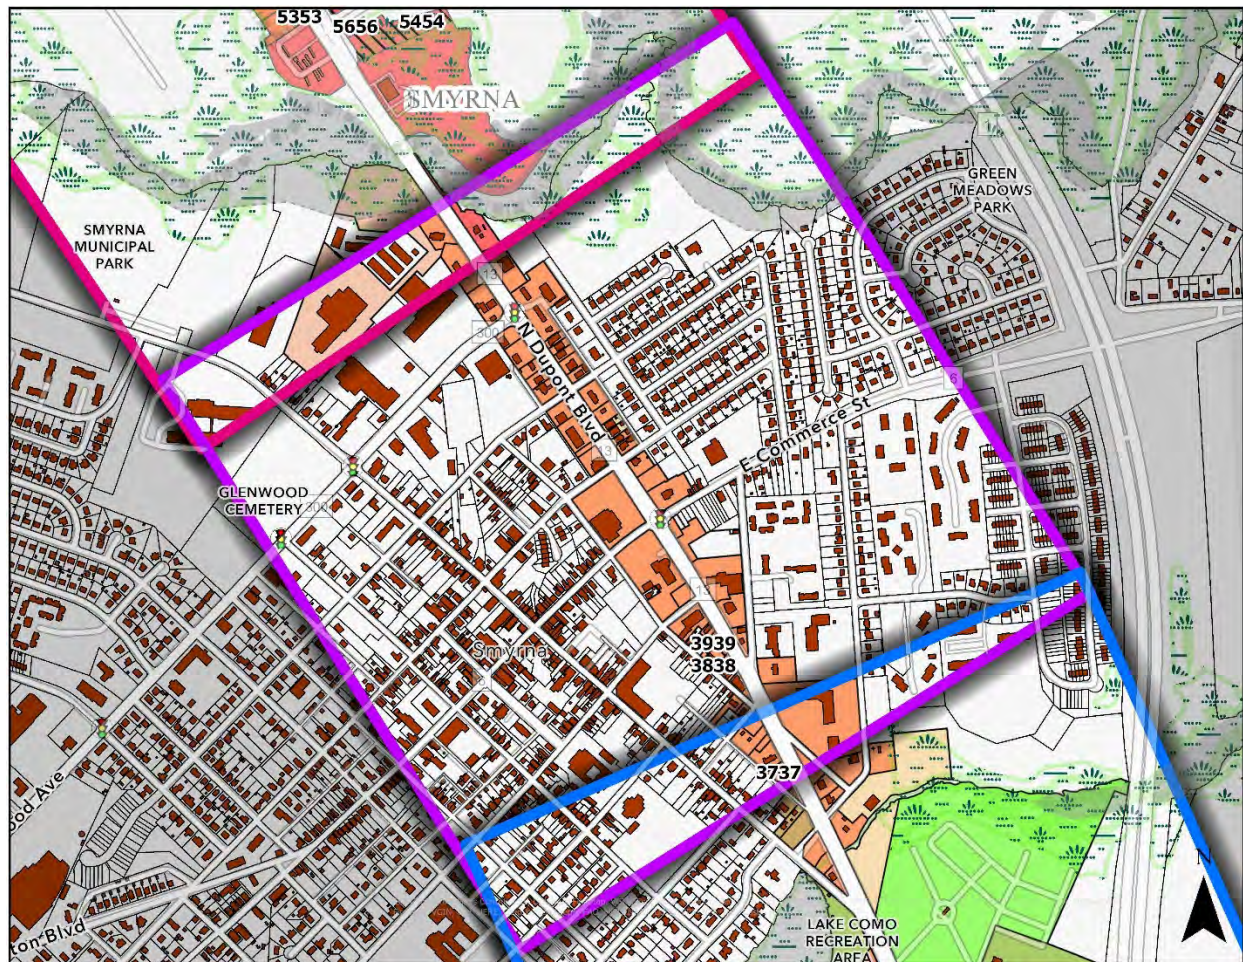 5353
5656
5454
SMYRNA
GREEN
MEADOWS
PARK
SMYRNA
MUNICIPAL
PARK
13
300
N Dupont Blvd
6
E Commerce St
13
GLENWOOD
CEMETERY
300
13
3939
3838
Smyrna
3737
ood Ave
ton Blvd
N
LAKE COMO
RECREATION
AREA